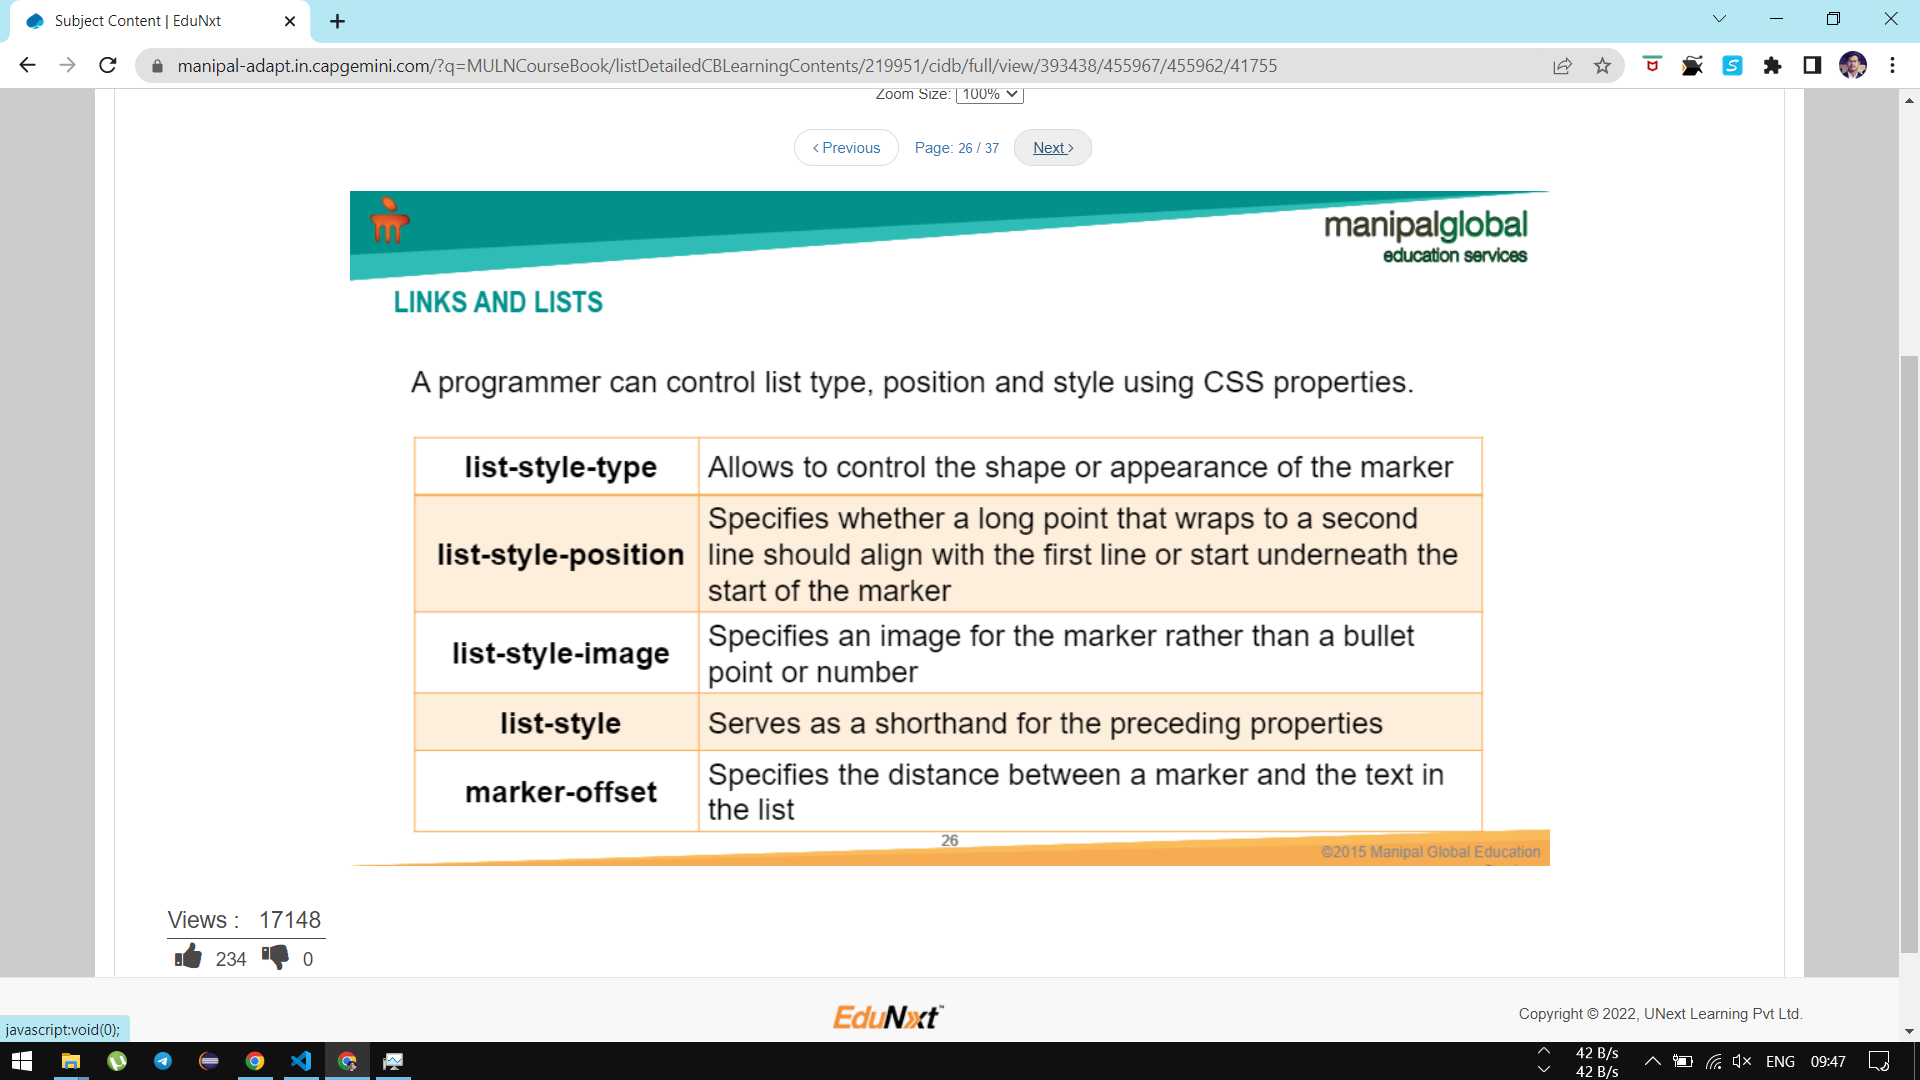 Subject Content | EduNxt
manipal-adapt.in.capgemini.com/?q=MULNCourseBook/listDetailedCBLearningContents/219951/cidb/full/view/393438/455967/455962/41755
Zoom Size: 100%
‹ Previous Page: 26 / 37 Next ›
manipalglobal
education services
LINKS AND LISTS
A programmer can control list type, position and style using CSS properties.
list-style-type Allows to control the shape or appearance of the marker
list-style-position Specifies whether a long point that wraps to a second
line should align with the first line or start underneath the
start of the marker
list-style-image Specifies an image for the marker rather than a bullet
point or number
list-style Serves as a shorthand for the preceding properties
marker-offset Specifies the distance between a marker and the text in
the list
26
©2015 Manipal Global Education
Views : 17148
234 0
EduNxt™
Copyright © 2022, UNext Learning Pvt Ltd.
javascript:void(0);
42 B/s
42 B/s
ENG 09:47